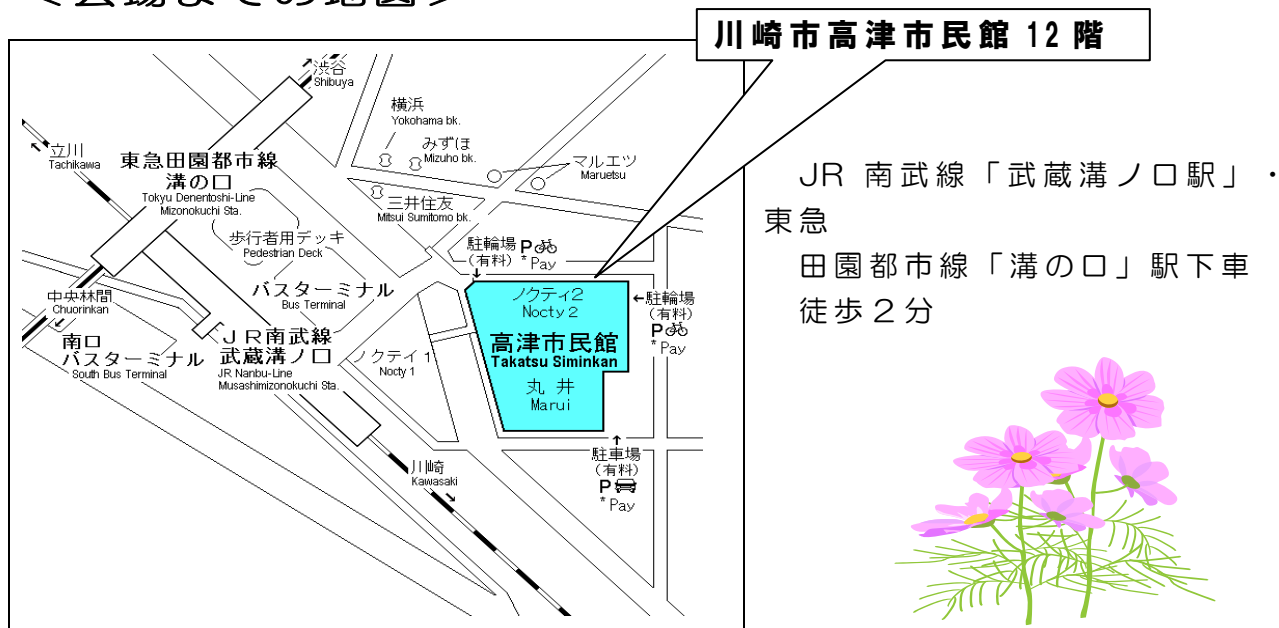 ＜会場までの地図＞
川崎市高津市民館 12 階
渋谷
Shibuya
横浜
Yokohama bk.
みずほ
Mizuho bk.
マルエツ
Maruetsu
立川
Tachikawa
東急田園都市線
溝の口
Tokyu Denentoshi-Line
Mizonokuchi Sta.
三井住友
Mitsui Sumitomo bk.
歩行者用デッキ
Pedestrian Deck
駐輪場 P
(有料) * Pay
バスターミナル
Bus Terminal
中央林間
Chuorinkan
ノクティ2
Nocty 2
駐輪場
(有料)
P
* Pay
高津市民館
Takatsu Siminkan
丸 井
Marui
南口
バスターミナル
South Bus Terminal
JR南武線
武蔵溝ノ口
JR Nanbu-Line
Musashimizonokuchi Sta.
ノクティ 1
Nocty 1
川崎
Kawasaki
駐車場
(有料)
P
* Pay
JR 南武線「武蔵溝ノ口駅」・
東急
田園都市線「溝の口」駅下車
徒歩２分